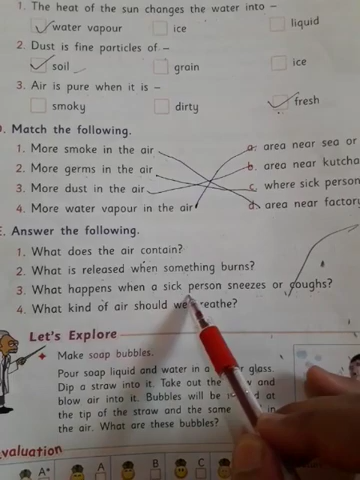 1. The heat of the sun changes the water into –
water vapour ice liquid
2. Dust is fine particles of –
soil grain ice
3. Air is pure when it is –
smoky dirty fresh
Match the following.
1. More smoke in the air a. area near sea or
2. More germs in the air b. area near kutcha
3. More dust in the air c. where sick person
4. More water vapour in the air d. area near factory
E. Answer the following.
1. What does the air contain?
2. What is released when something burns?
3. What happens when a sick person sneezes or coughs?
4. What kind of air should we breathe?
Let's Explore
Make soap bubbles.
Pour soap liquid and water in a glass.
Dip a straw into it. Take out the and
blow air into it. Bubbles will be at
the tip of the straw and the same in
the air. What are these bubbles?
valuation
A* A B C